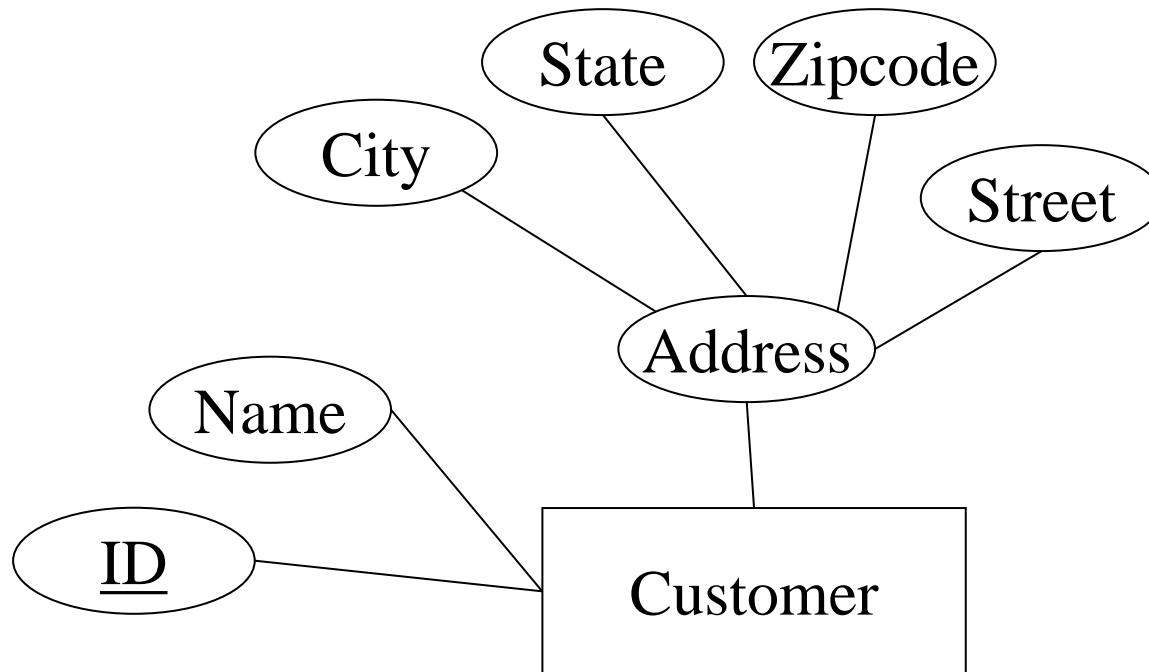 State
Zipcode
City
Street
Address
Name
ID
Customer